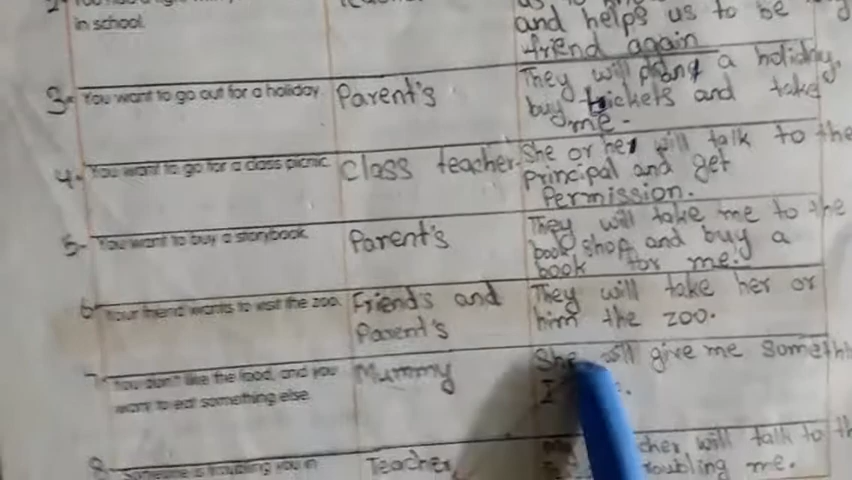 in school.
and helps us to be
friend again
3- You want to go out for a holiday. Parent's They will plang a holiday,
buy trickets and take
me.
4- You want to go for a class picnic. Class teacher. She or her will talk to the
principal and get
Permission.
5- You want to buy a storybook. Parent's They will take me to the
book shop and buy a
book for me.
6 Your friend wants to visit the zoo. Friend's and They will take her or
Parent's him the zoo.
7 You don't like the food, and you Mummy She will give me
want to eat something else. I
8 Someone is troubling you in Teacher will talk to
troubling me.